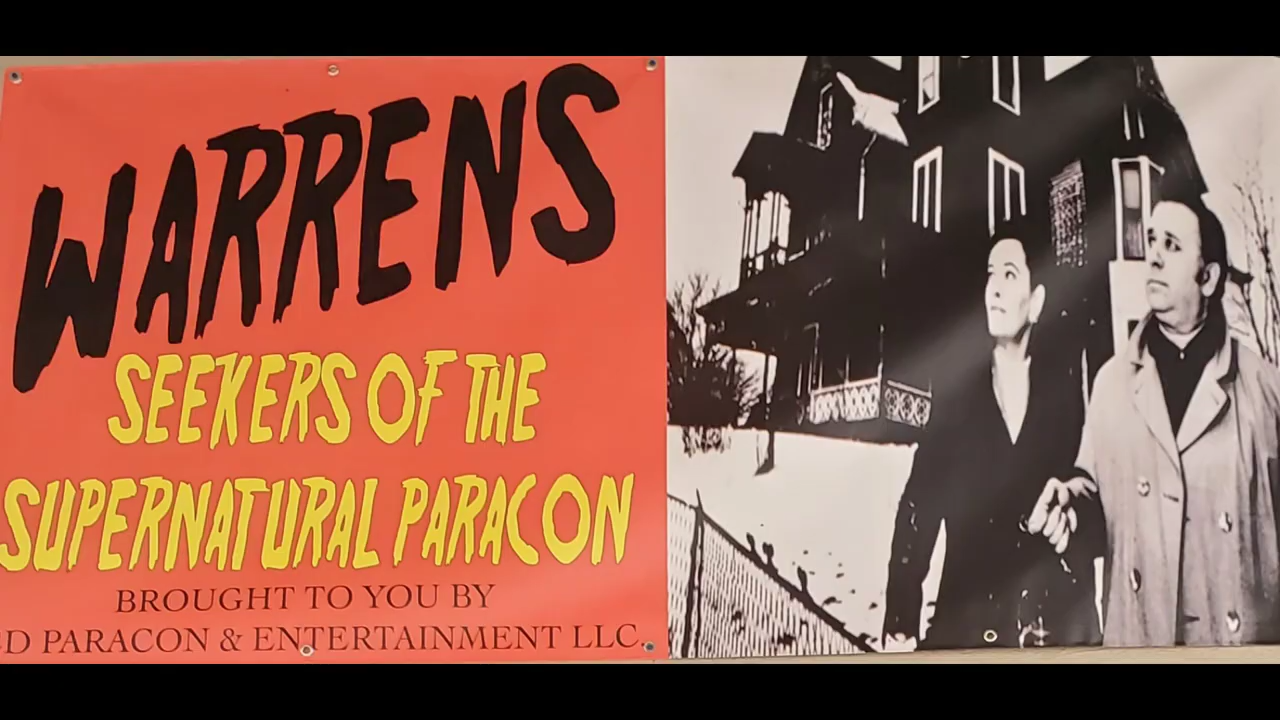 WARRENS
SEEKERS OF THE
SUPERNATURAL PARACON
BROUGHT TO YOU BY
PARACON & ENTERTAINMENT LLC.